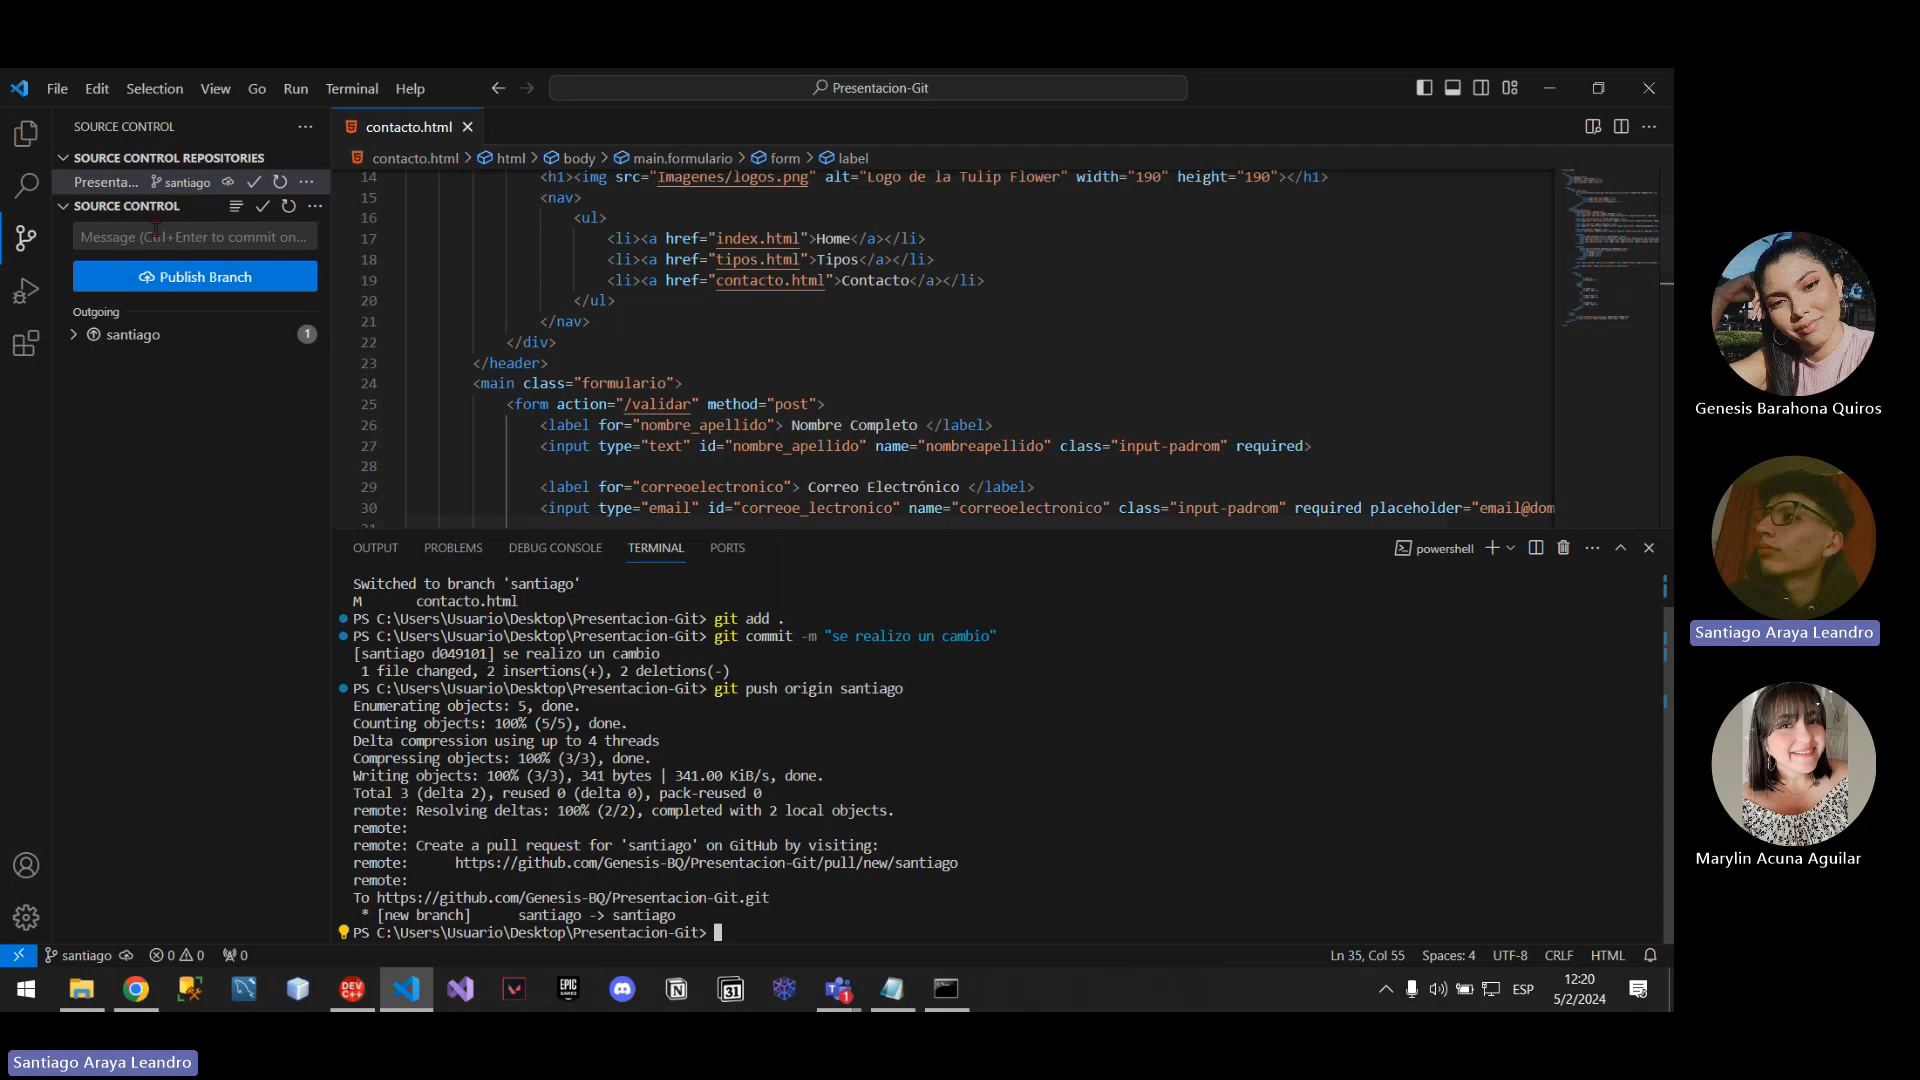 File Edit Selection View Go Run Terminal Help
Presentacion-Git
SOURCE CONTROL
SOURCE CONTROL REPOSITORIES
Presenta... santiago
SOURCE CONTROL
Message (Ctrl+Enter to commit on...
Publish Branch
Outgoing
santiago 1
contacto.html
contacto.html > html > body > main.formulario > form > label
14 <h1><img src="Imagenes/logos.png" alt="Logo de la Tulip Flower" width="190" height="190"></h1>
15 <nav>
16 <ul>
17 <li><a href="index.html">Home</a></li>
18 <li><a href="tipos.html">Tipos</a></li>
19 <li><a href="contacto.html">Contacto</a></li>
20 </ul>
21 </nav>
22 </div>
23 </header>
24 <main class="formulario">
25 <form action="/validar" method="post">
26 <label for="nombre_apellido"> Nombre Completo </label>
27 <input type="text" id="nombre_apellido" name="nombreapellido" class="input-padrom" required>
28
29 <label for="correoelectronico"> Correo Electrónico </label>
30 <input type="email" id="correoe_lectronico" name="correoelectronico" class="input-padrom" required placeholder="email@dom
OUTPUT PROBLEMS DEBUG CONSOLE TERMINAL PORTS
powershell
Switched to branch 'santiago'
M contacto.html
PS C:\Users\Usuario\Desktop\Presentacion-Git> git add .
PS C:\Users\Usuario\Desktop\Presentacion-Git> git commit -m "se realizo un cambio"
[santiago d049101] se realizo un cambio
1 file changed, 2 insertions(+), 2 deletions(-)
PS C:\Users\Usuario\Desktop\Presentacion-Git> git push origin santiago
Enumerating objects: 5, done.
Counting objects: 100% (5/5), done.
Delta compression using up to 4 threads
Compressing objects: 100% (3/3), done.
Writing objects: 100% (3/3), 341 bytes | 341.00 KiB/s, done.
Total 3 (delta 2), reused 0 (delta 0), pack-reused 0
remote: Resolving deltas: 100% (2/2), completed with 2 local objects.
remote:
remote: Create a pull request for 'santiago' on GitHub by visiting:
remote: https://github.com/Genesis-BQ/Presentacion-Git/pull/new/santiago
remote:
To https://github.com/Genesis-BQ/Presentacion-Git.git
* [new branch] santiago -> santiago
PS C:\Users\Usuario\Desktop\Presentacion-Git>
santiago 0 0 0
Ln 35, Col 55 Spaces: 4 UTF-8 CRLF HTML
DEV C++
EPIC GAMES
31
1
ESP
12:20
5/2/2024
Genesis Barahona Quiros
Santiago Araya Leandro
Marylin Acuna Aguilar
Santiago Araya Leandro